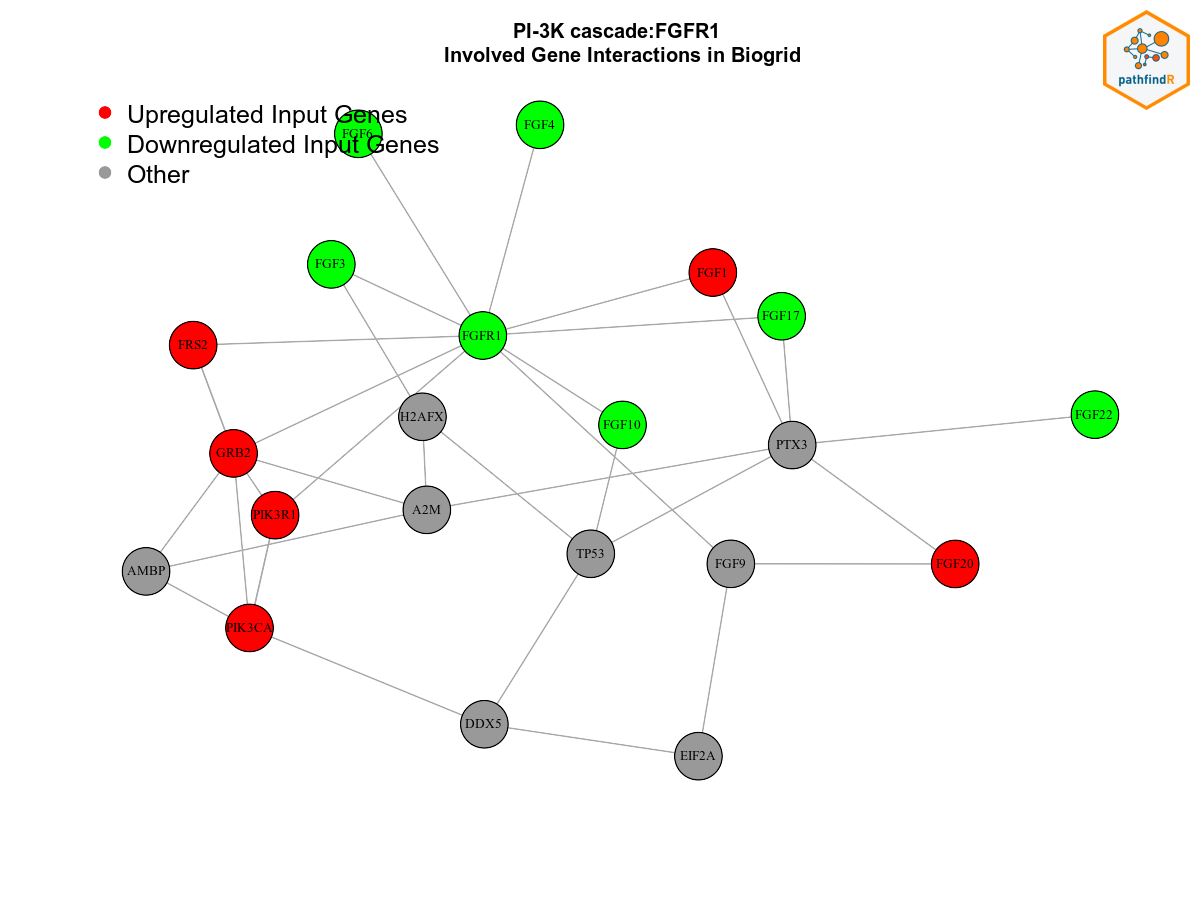 PI-3K cascade:FGFR1
Involved Gene Interactions in Biogrid
pathfindR
Upregulated Input Genes
Downregulated Input Genes
Other
FGF6
FGF4
FGF3
FGF1
FGF17
FGFR1
FRS2
H2AFX
FGF10
FGF22
PTX3
GRB2
A2M
PIK3R1
TP53
FGF9
FGF20
AMBP
PIK3CA
DDX5
EIF2A